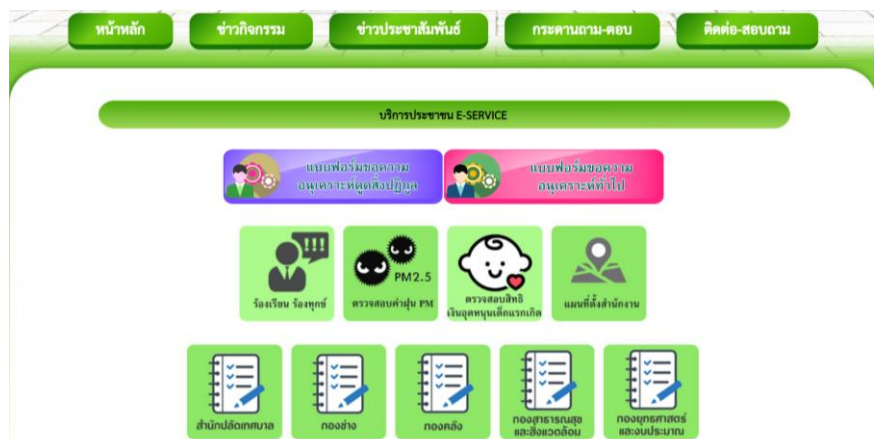 หน้าหลัก ข่าวกิจกรรม ข่าวประชาสัมพันธ์ กระดานถาม-ตอบ ติดต่อ-สอบถาม
บริการประชาชน E-SERVICE
แบบฟอร์มขอความ
อนุเคราะห์ดูดสิ่งปฏิกูล
แบบฟอร์มขอความ
อนุเคราะห์ทั่วไป
!!!
ร้องเรียน ร้องทุกข์
PM2.5
ตรวจสอบค่าฝุ่น PM
ตรวจสอบสิทธิ
เงินอุดหนุนเด็กแรกเกิด
แผนที่ตั้งสำนักงาน
สำนักปลัดเทศบาล
กองช่าง
กองคลัง
กองสาธารณสุข
และสิ่งแวดล้อม
กองยุทธศาสตร์
และงบประมาณ